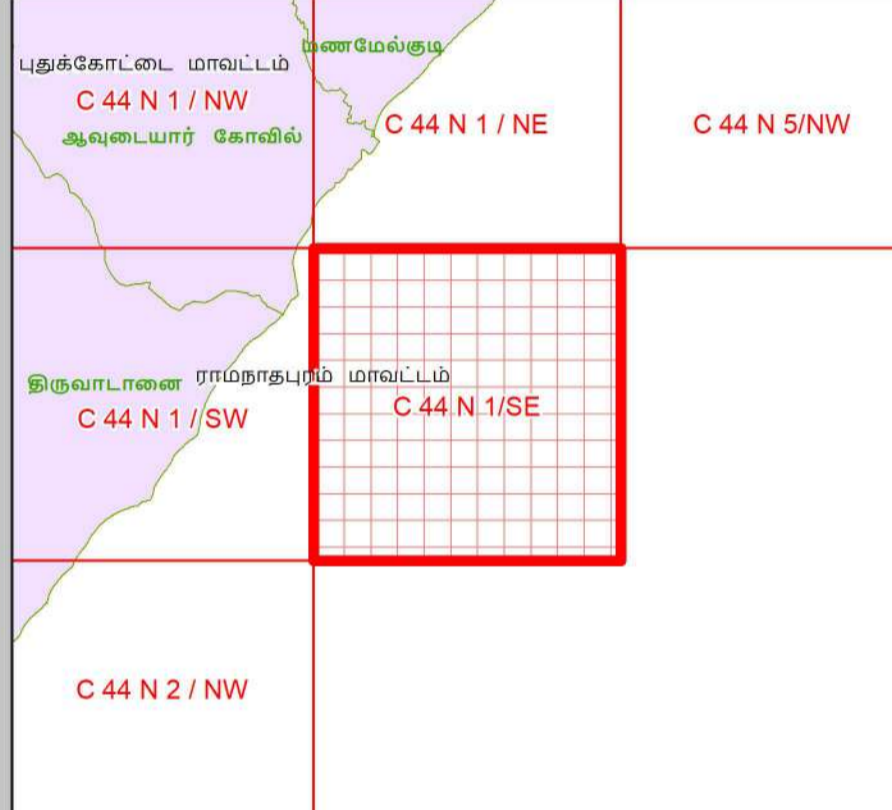 மணமேல்குடி
புதுக்கோட்டை மாவட்டம்
C 44 N 1 / NW
C 44 N 1 / NE
C 44 N 5/NW
ஆவுடையார் கோவில்
ராமநாதபுரம் மாவட்டம்
திருவாடானை
C 44 N 1/SE
C 44 N 1 / SW
C 44 N 2 / NW